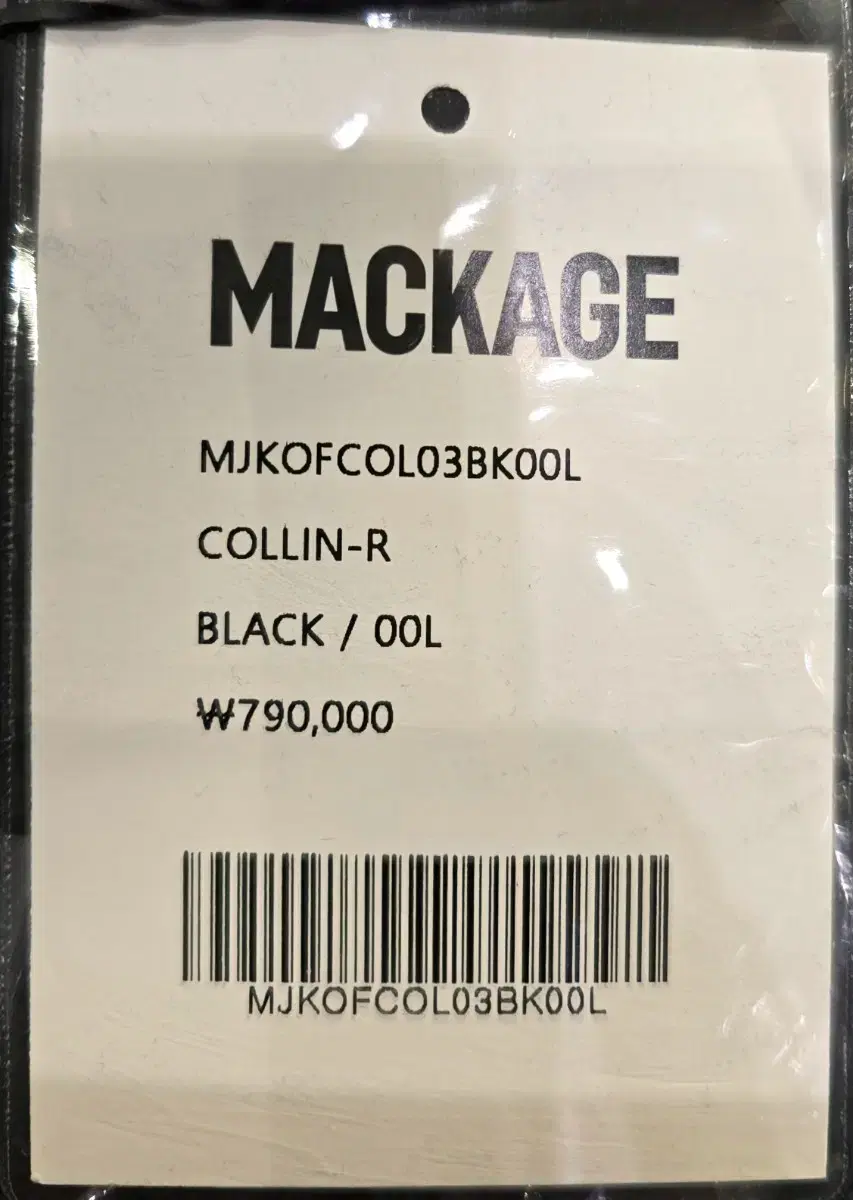 MACKAGE
MJKOFCOL03BK00L
COLLIN-R
BLACK / 00L
₩790,000
MJKOFCOL03BK00L